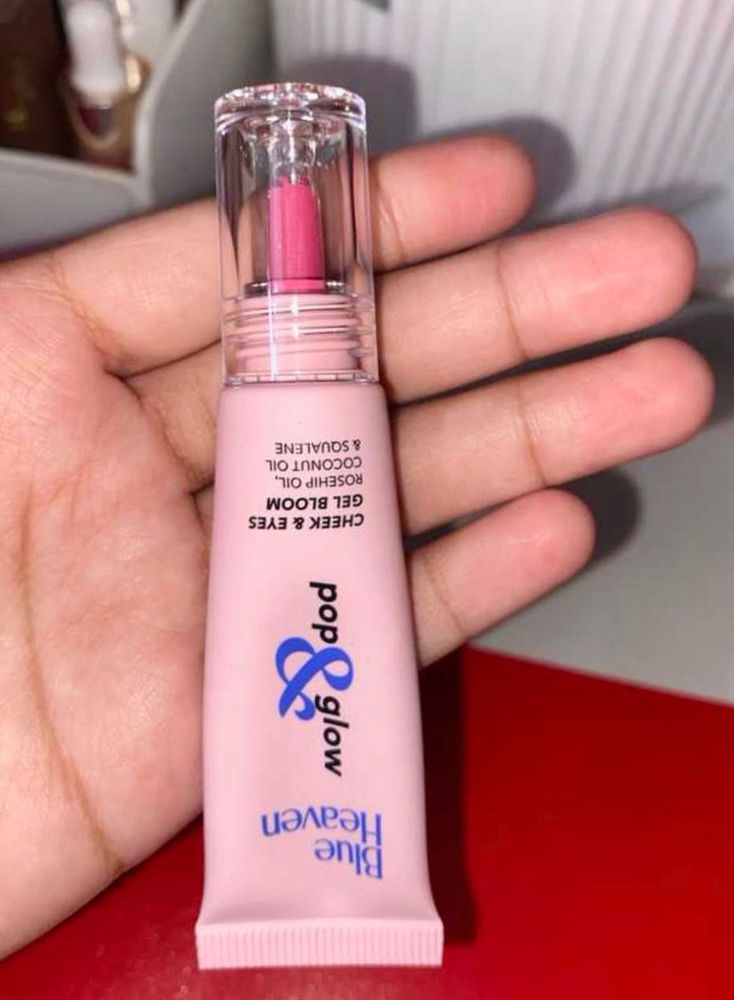 Blue
Heaven
pop & glow
CHEEK & EYES
GEL BLOOM
ROSEHIP OIL,
COCONUT OIL
& SQUALENE